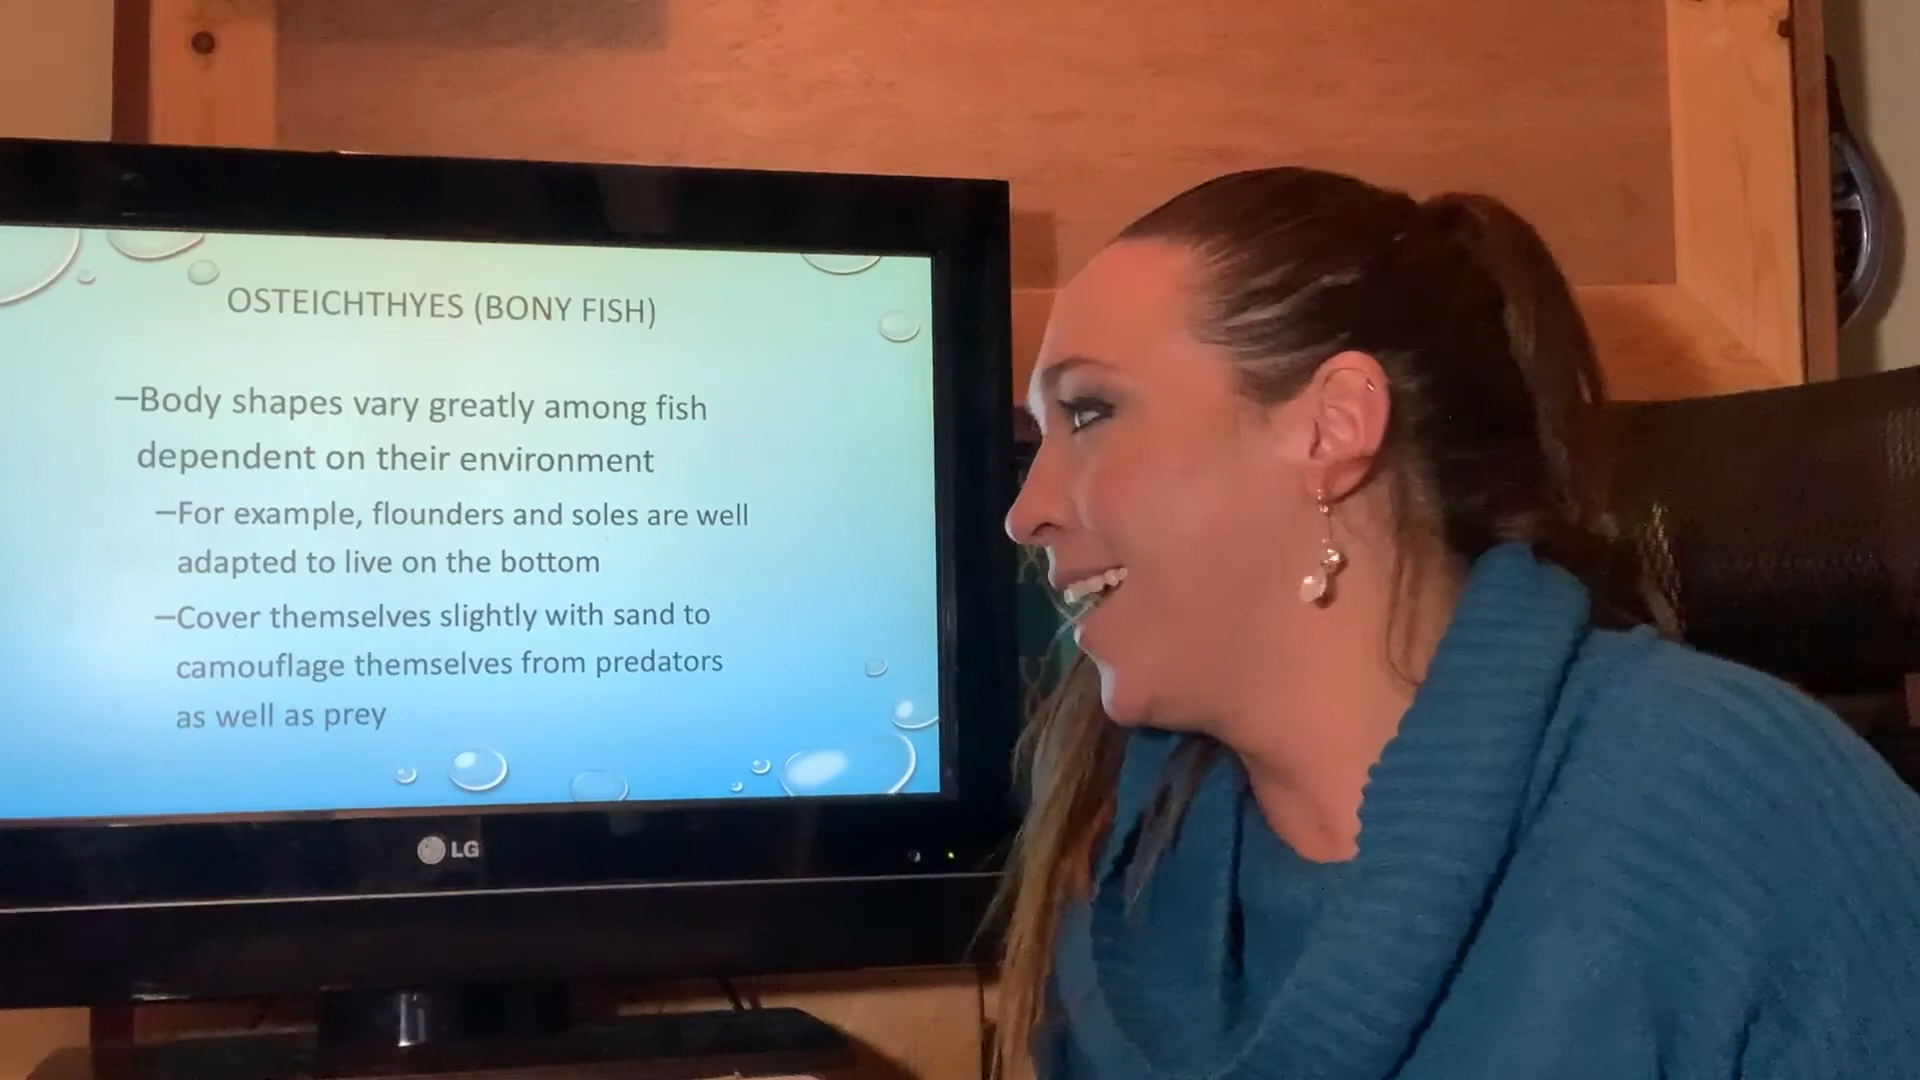 OSTEICHTHYES (BONY FISH)
–Body shapes vary greatly among fish
dependent on their environment
–For example, flounders and soles are well
adapted to live on the bottom
–Cover themselves slightly with sand to
camouflage themselves from predators
as well as prey
LG